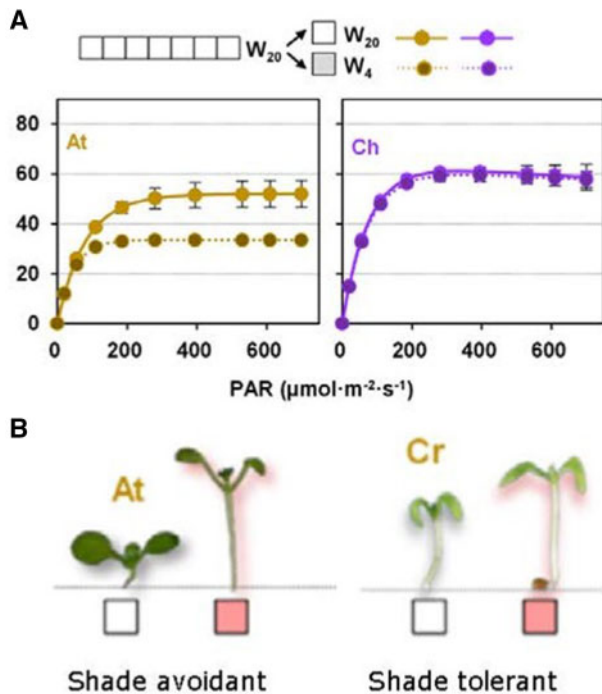 A
W₂₀ W₂₀
W₄
At
Ch
80
60
40
20
0
0 200 400 600
0 200 400 600
PAR (µmol·m⁻²·s⁻¹)
B
At
Cr
Shade avoidant
Shade tolerant